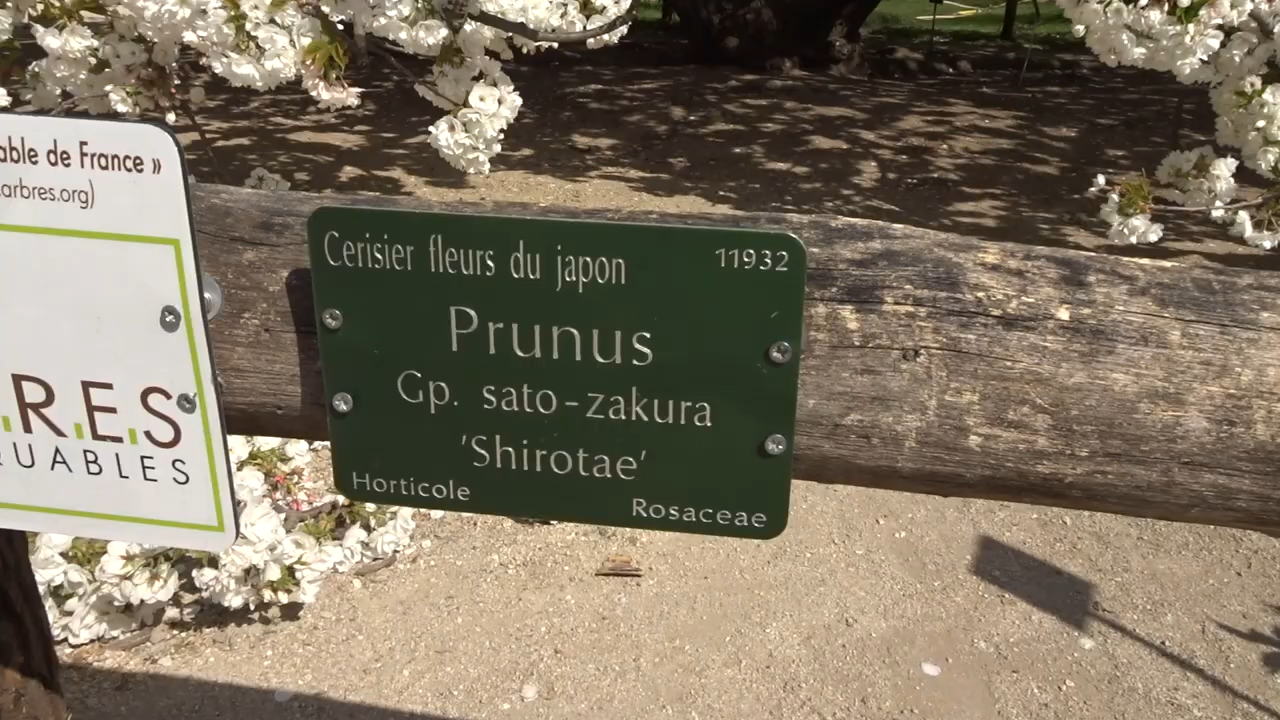 able de France »
arbres.org)
.R.E.S
UABLES
Cerisier fleurs du japon
11932
Prunus
Gp. sato-zakura
'Shirotae'
Horticole
Rosaceae